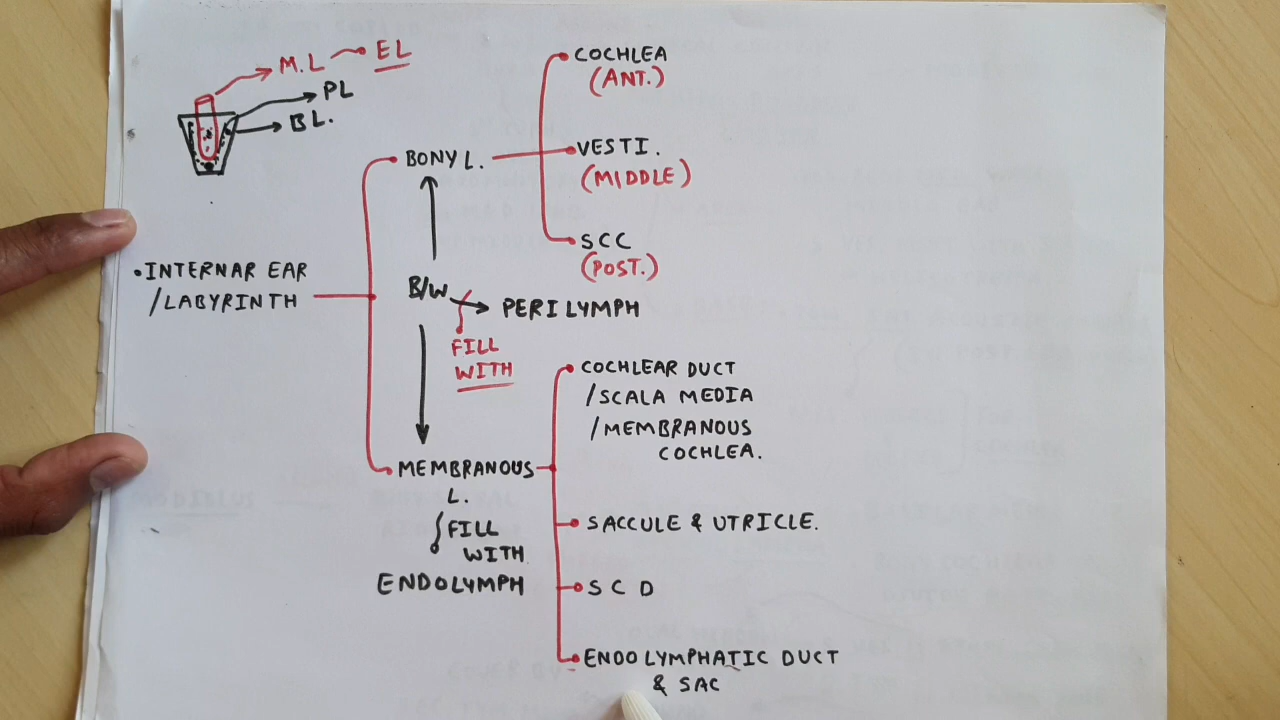 M.L
EL
PL
BL.
COCHLEA
(ANT.)
BONY L.
VESTI.
(MIDDLE)
SCC
(POST.)
•INTERNAR EAR
/LABYRINTH
B/W
PERILYMPH
FILL
WITH
COCHLEAR DUCT
/SCALA MEDIA
/MEMBRANOUS
COCHLEA.
MEMBRANOUS
L.
FILL
WITH
ENDOLYMPH
SACCULE & UTRICLE.
SCD
ENDOLYMPHATIC DUCT
& SAC